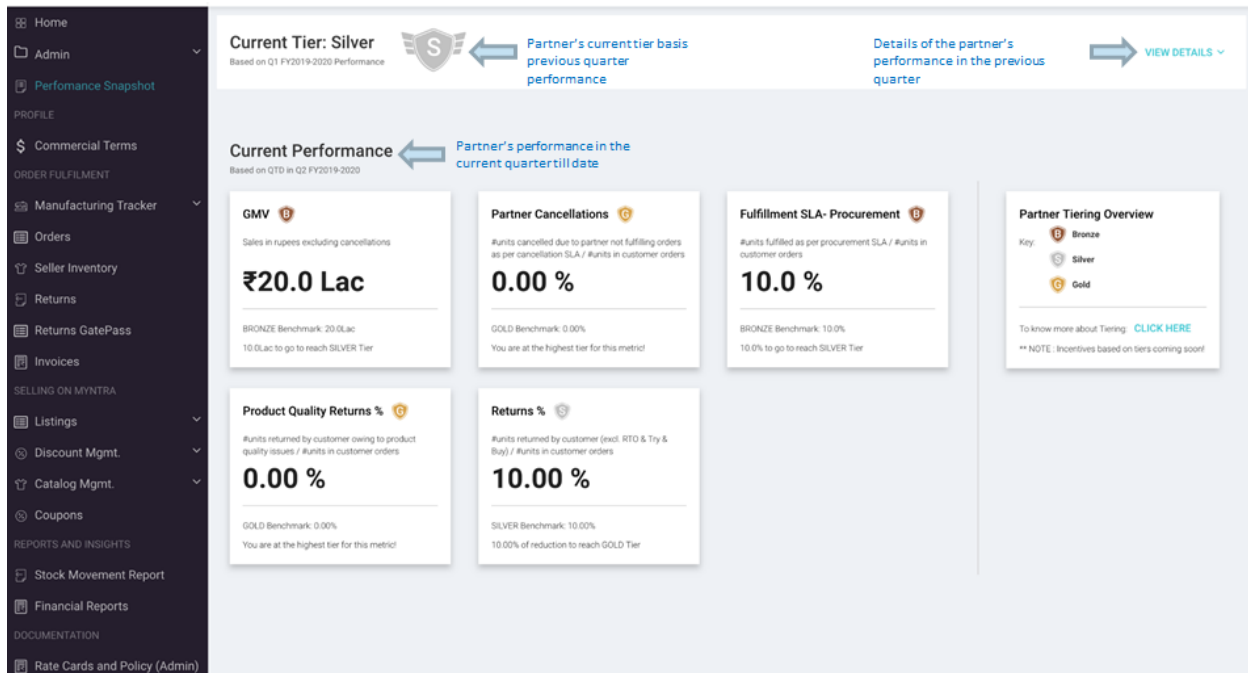 Home
Admin
Perfomance Snapshot
PROFILE
Commercial Terms
ORDER FULFILMENT
Manufacturing Tracker
Orders
Seller Inventory
Returns
Returns GatePass
Invoices
SELLING ON MYNTRA
Listings
Discount Mgmt.
Catalog Mgmt.
Coupons
REPORTS AND INSIGHTS
Stock Movement Report
Financial Reports
DOCUMENTATION
Rate Cards and Policy (Admin)
Current Tier: Silver
Based on Q1 FY2019-2020 Performance
S
Partner's current tier basis
previous quarter
performance
Details of the partner's
performance in the previous
quarter
VIEW DETAILS
Current Performance
Based on QTD in Q2 FY2019-2020
Partner's performance in the
current quarter till date
GMV B
Sales in rupees excluding cancellations
₹20.0 Lac
BRONZE Benchmark: 20.0Lac
10.0Lac to go to reach SILVER Tier
Partner Cancellations G
#units cancelled due to partner not fulfilling orders
as per cancellation SLA / #units in customer orders
0.00 %
GOLD Benchmark: 0.00%
You are at the highest tier for this metric!
Fulfillment SLA- Procurement B
#units fulfilled as per procurement SLA / #units in
customer orders
10.0 %
BRONZE Benchmark: 10.0%
10.0% to go to reach SILVER Tier
Partner Tiering Overview
Key:
B Bronze
S Silver
G Gold
To know more about Tiering: CLICK HERE
** NOTE : Incentives based on tiers coming soon!
Product Quality Returns % G
#units returned by customer owing to product
quality issues / #units in customer orders
0.00 %
GOLD Benchmark: 0.00%
You are at the highest tier for this metric!
Returns % S
#units returned by customer (excl. RTO & Try &
Buy) / #units in customer orders
10.00 %
SILVER Benchmark: 10.00%
10.00% of reduction to reach GOLD Tier